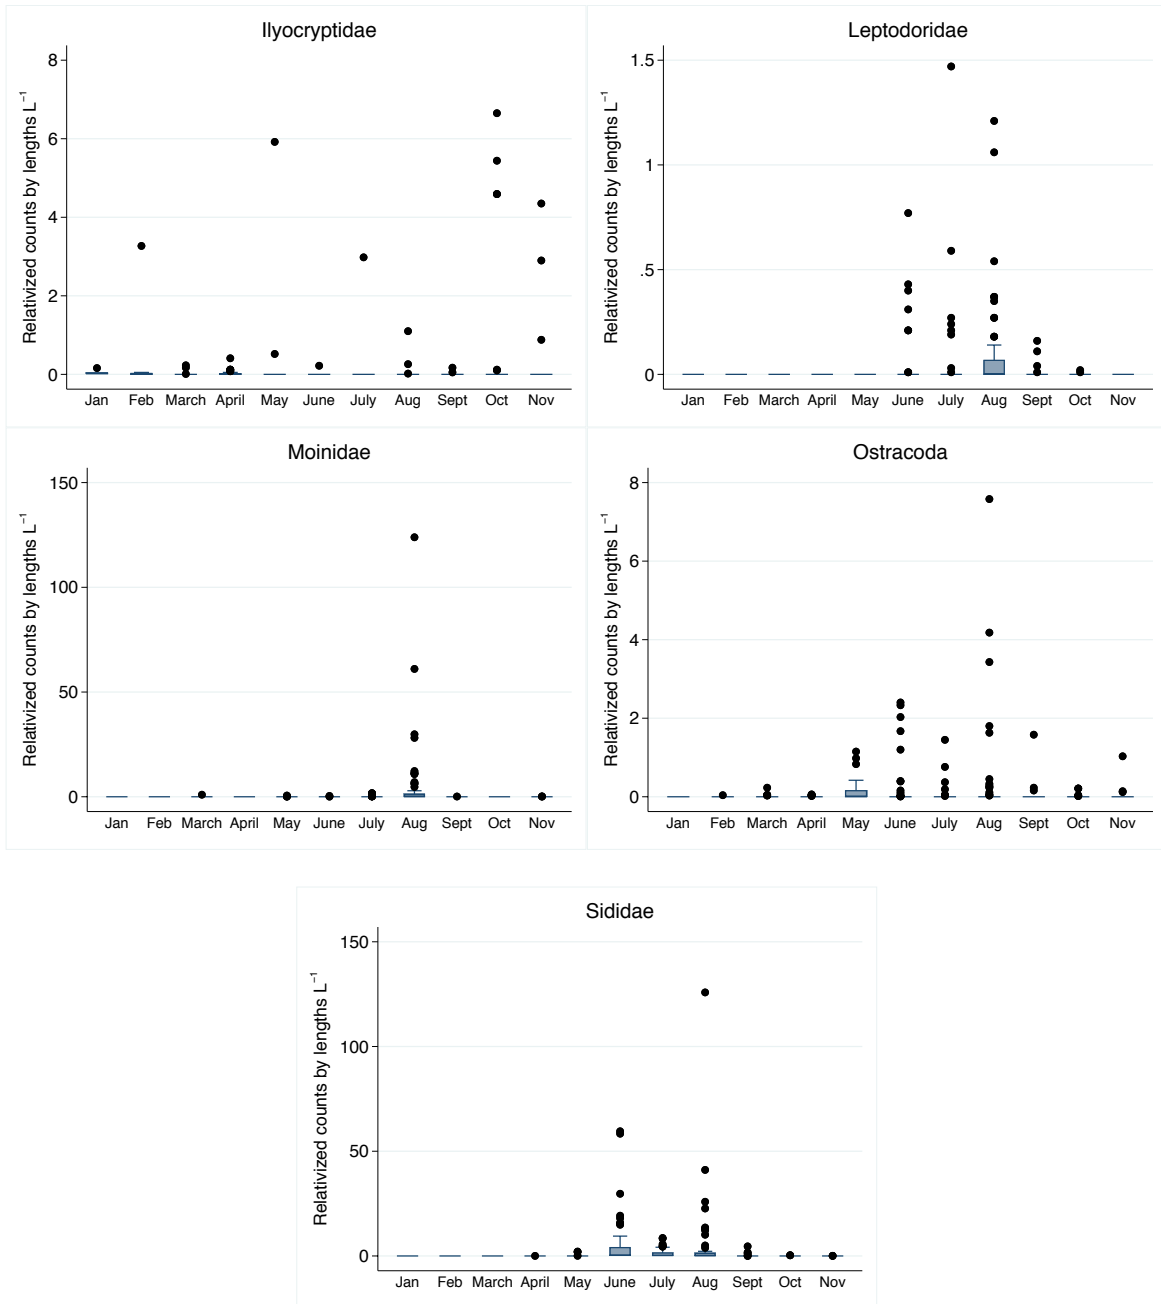 Ilyocryptidae
Relativized counts by lengths L⁻¹
8
6
4
2
0
Jan Feb March April May June July Aug Sept Oct Nov
Leptodoridae
Relativized counts by lengths L⁻¹
1.5
1
.5
0
Jan Feb March April May June July Aug Sept Oct Nov
Moinidae
Relativized counts by lengths L⁻¹
150
100
50
0
Jan Feb March April May June July Aug Sept Oct Nov
Ostracoda
Relativized counts by lengths L⁻¹
8
6
4
2
0
Jan Feb March April May June July Aug Sept Oct Nov
Sididae
Relativized counts by lengths L⁻¹
150
100
50
0
Jan Feb March April May June July Aug Sept Oct Nov